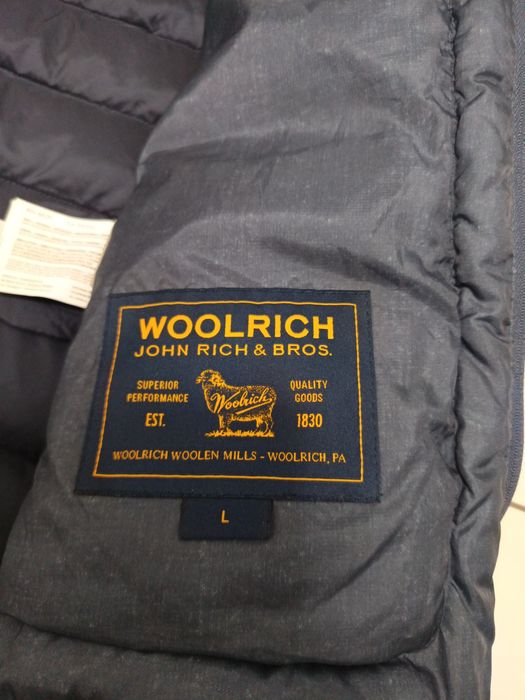 WOOLRICH
JOHN RICH & BROS.
SUPERIOR PERFORMANCE
EST.
Woolrich
QUALITY GOODS
1830
WOOLRICH WOOLEN MILLS - WOOLRICH, PA
L